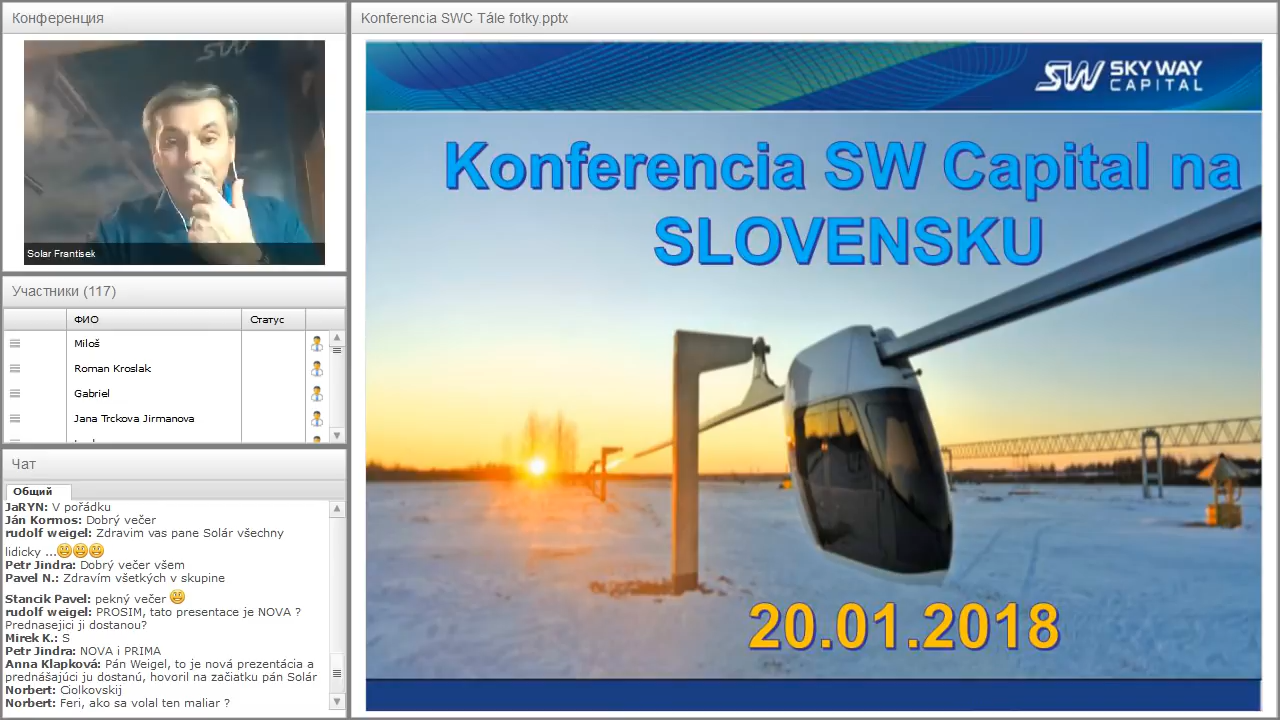 Конференция
Konferencia SWC Tále fotky.pptx
SW
Solar Frantisek
SW SKY WAY
CAPITAL
Konferencia SW Capital na
SLOVENSKU
20.01.2018
Участники (117)
ФИО
Статус
Miloš
Roman Kroslak
Gabriel
Jana Trckova Jirmanova
Чат
Общий
JaRYN: V pořádku
Ján Kormos: Dobrý večer
rudolf weigel: Zdravim vas pane Solár všechny
lidicky ...
Petr Jindra: Dobrý večer všem
Pavel N.: Zdravím všetkých v skupine
Stancik Pavel: pekný večer
rudolf weigel: PROSIM, tato presentace je NOVA ?
Prednasejici ji dostanou?
Mirek K.: S
Petr Jindra: NOVA i PRIMA
Anna Klapicová: Pán Weigel, to je nová prezentácia a
prednášajúci ju dostanú, hovoril na začiatku pán Solár
Norbert: Ciolkovskij
Norbert: ako sa volal ten maliar ?